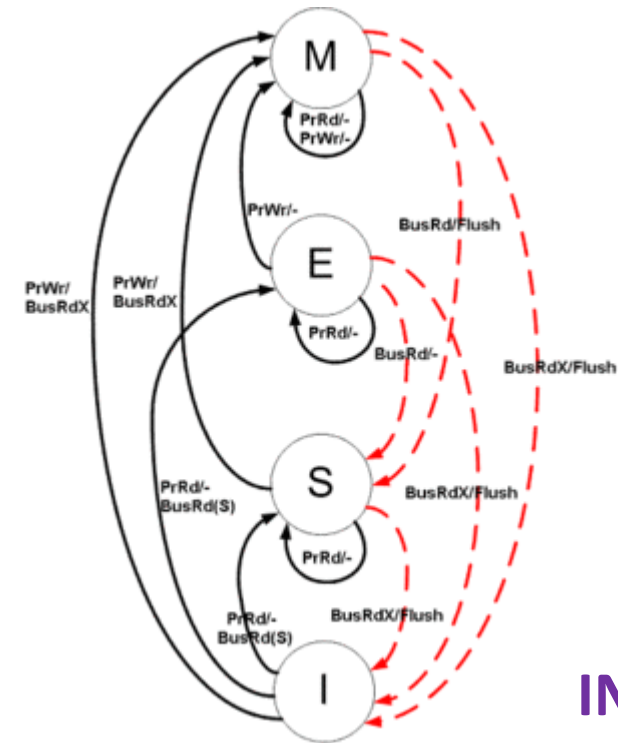 M
PrRd/-
PrWr/-
PrWr/-
BusRd/Flush
E
PrWr/
BusRdX
PrWr/
BusRdX
PrRd/-
BusRd/-
BusRdX/Flush
S
PrRd/-
BusRd(S)
BusRdX/Flush
PrRd/-
PrRd/-
BusRd(S)
BusRdX/Flush
I
IN